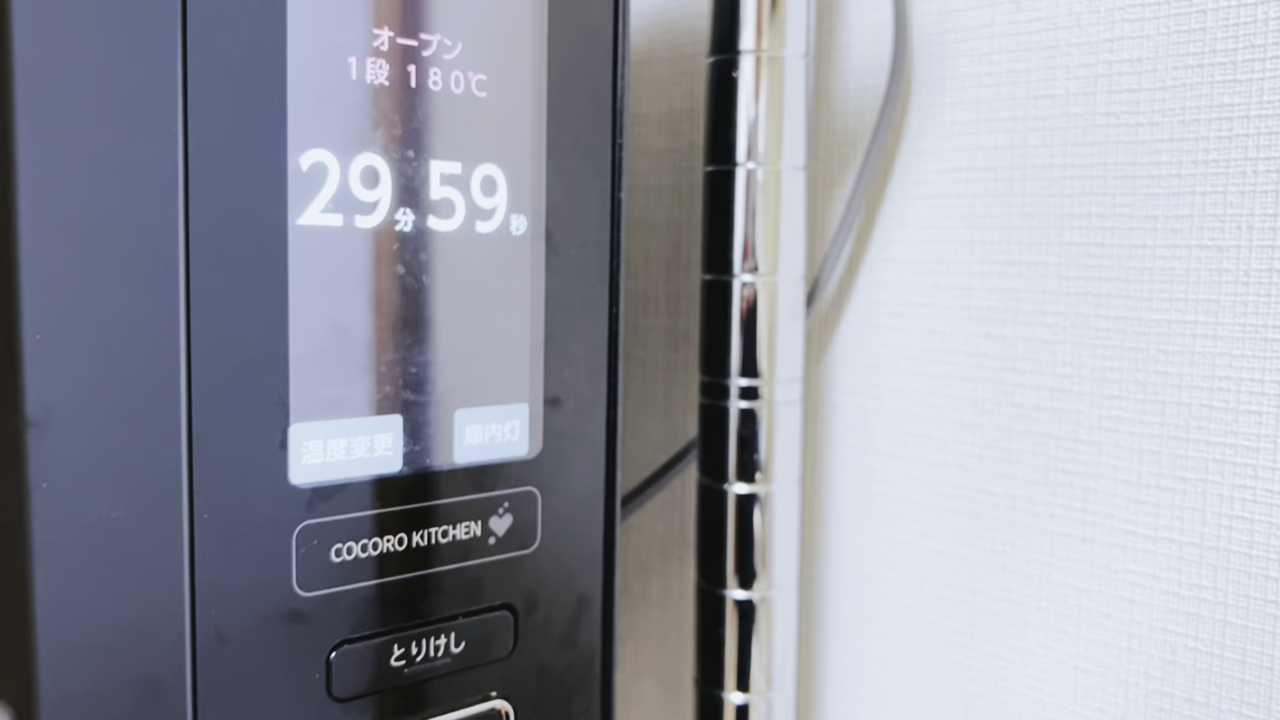 オーブン
1段 180℃
29分59秒
温度変更 庫内灯
COCORO KITCHEN
とりけし